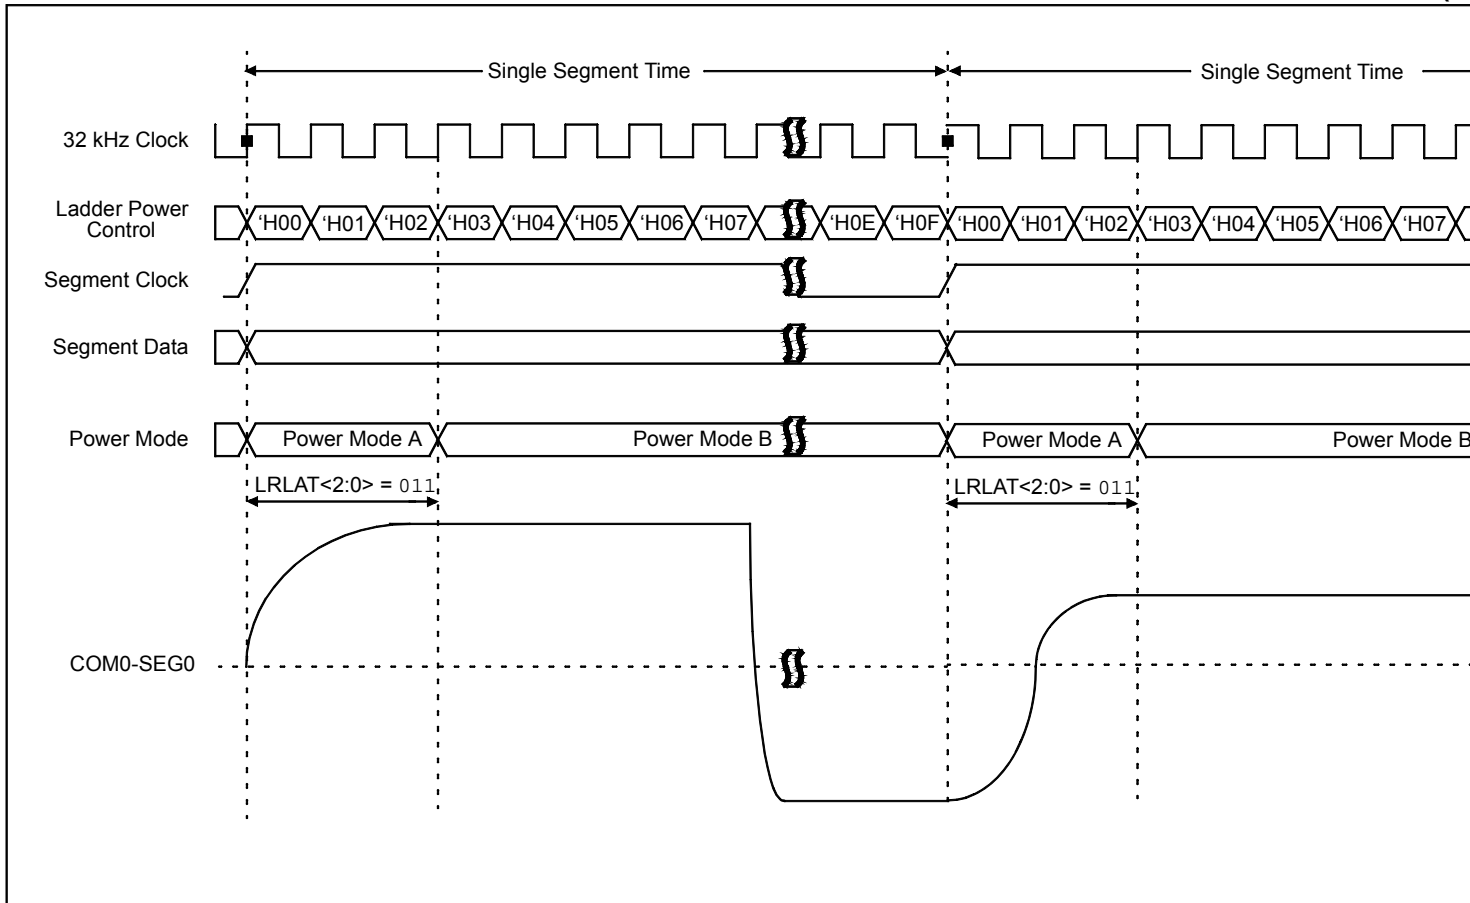 Single Segment Time
Single Segment Time
32 kHz Clock
Ladder Power
Control
‘H00 ‘H01 ‘H02 ‘H03 ‘H04 ‘H05 ‘H06 ‘H07 ‘H0E ‘H0F ‘H00 ‘H01 ‘H02 ‘H03 ‘H04 ‘H05 ‘H06 ‘H07
Segment Clock
Segment Data
Power Mode
Power Mode A
Power Mode B
Power Mode A
Power Mode B
LRLAT<2:0> = 011
LRLAT<2:0> = 011
COM0-SEG0